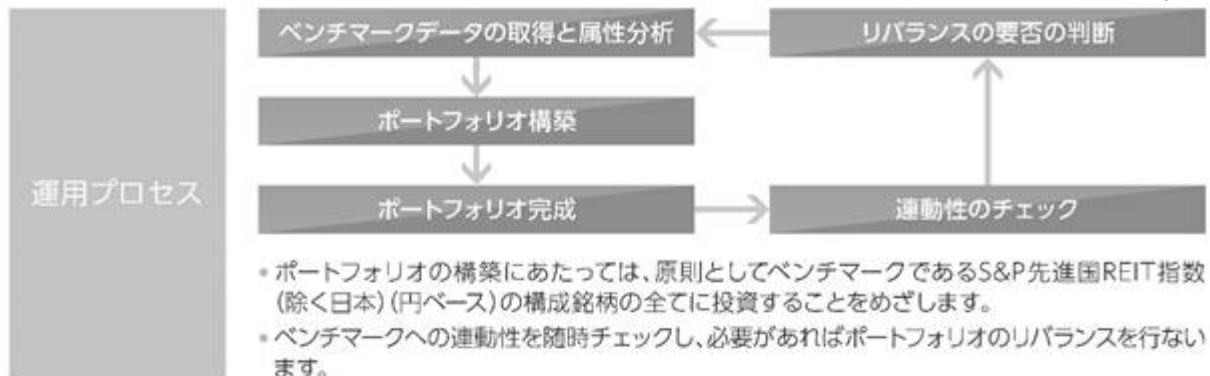 ベンチマークデータの取得と属性分析
リバランスの要否の判断
ポートフォリオ構築
運用プロセス
ポートフォリオ完成
連動性のチェック
•ポートフォリオの構築にあたっては、原則としてベンチマークであるS&P先進国REIT指数
(除く日本)(円ベース)の構成銘柄の全てに投資することをめざします。
•ベンチマークへの連動性を随時チェックし、必要があればポートフォリオのリバランスを行ない
ます。